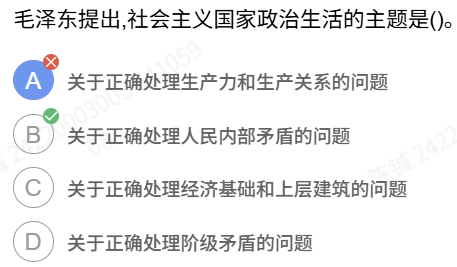 毛泽东提出,社会主义国家政治生活的主题是()。
A 关于正确处理生产力和生产关系的问题
B 关于正确处理人民内部矛盾的问题
C 关于正确处理经济基础和上层建筑的问题
D 关于正确处理阶级矛盾的问题